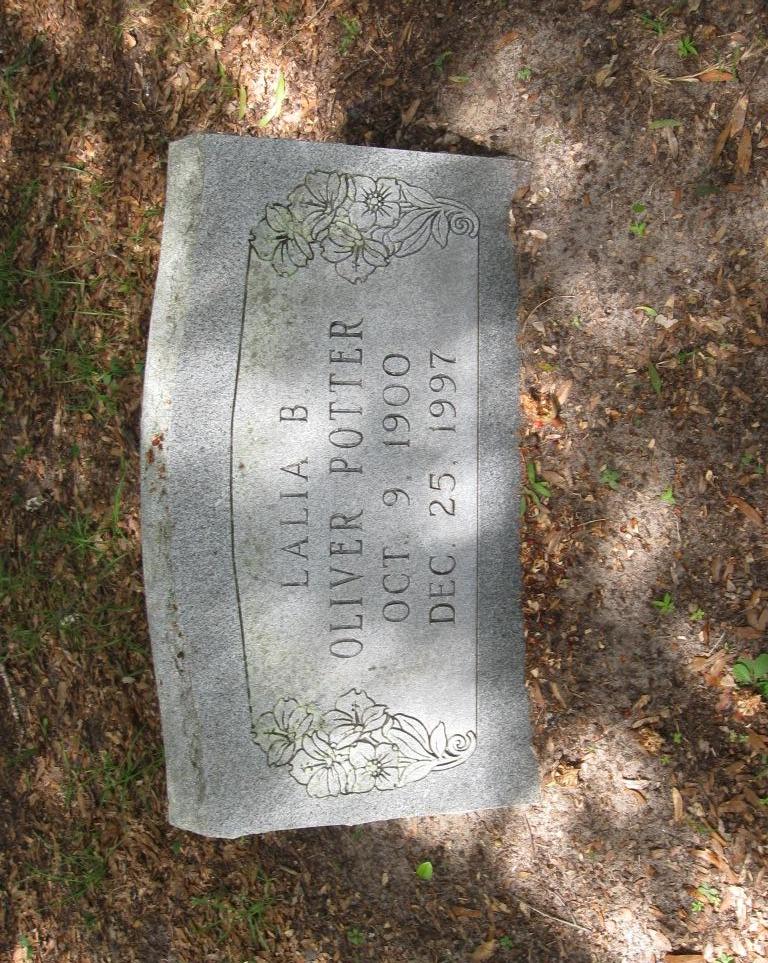 LALIA B.
OLIVER POTTER
OCT. 9. 1900
DEC. 25. 1997